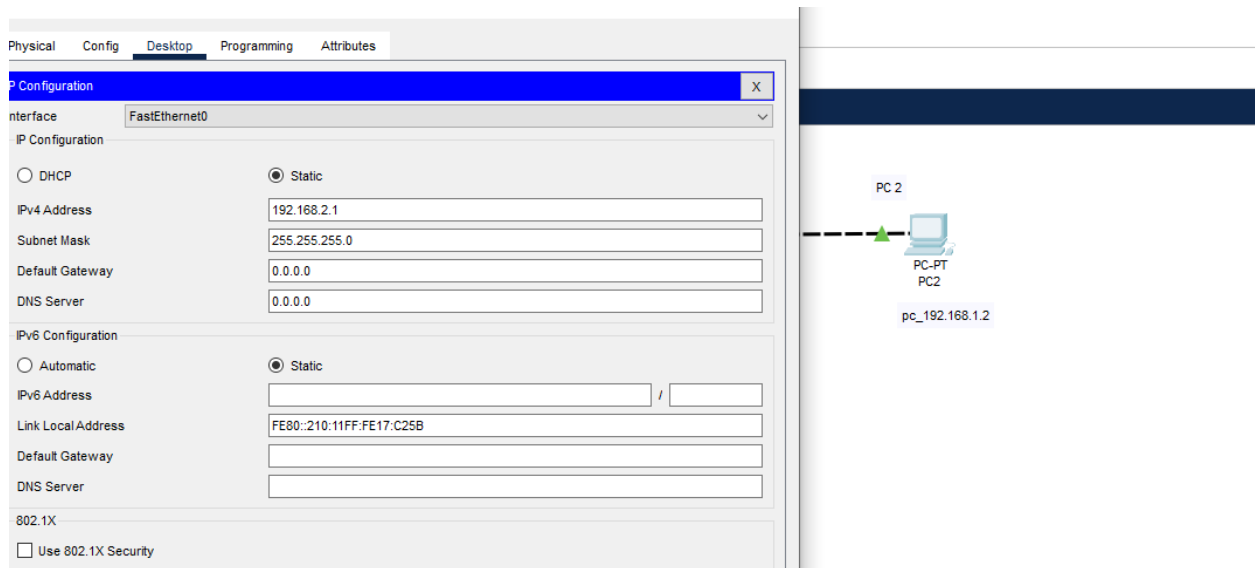 Physical Config Desktop Programming Attributes
P Configuration X
nterface FastEthernet0
IP Configuration
DHCP Static
IPv4 Address 192.168.2.1
Subnet Mask 255.255.255.0
Default Gateway 0.0.0.0
DNS Server 0.0.0.0
IPv6 Configuration
Automatic Static
IPv6 Address /
Link Local Address FE80::210:11FF:FE17:C25B
Default Gateway
DNS Server
802.1X
Use 802.1X Security
PC 2
PC-PT
PC2
pc_192.168.1.2